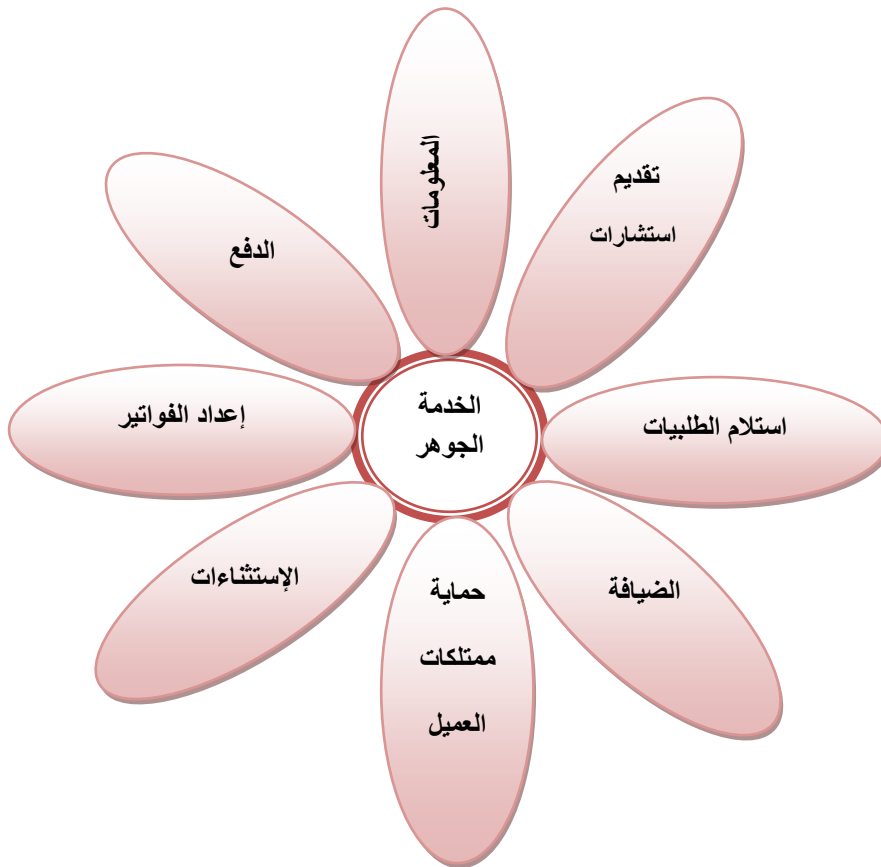 المعلومات
تقديم
استشارات
استلام الطلبيات
الضيافة
حماية
ممتلكات
العميل
الإستثناءات
إعداد الفواتير
الدفع
الخدمة
الجوهر